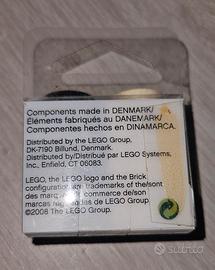 Components made in DENMARK/
Eléments fabriqués au DANEMARK/
Componentes hechos en DINAMARCA.
Distributed by the LEGO Group,
DK-7190 Billund, Denmark.
Distributed by/Distribué par LEGO Systems,
Inc., Enfield, CT 06083.
LEGO, the LEGO logo and the Brick
configuration are trademarks of the/son
des marques de commerce de/son
marcas registradas de LEGO Group.
©2008 The LEGO Group.
Subito